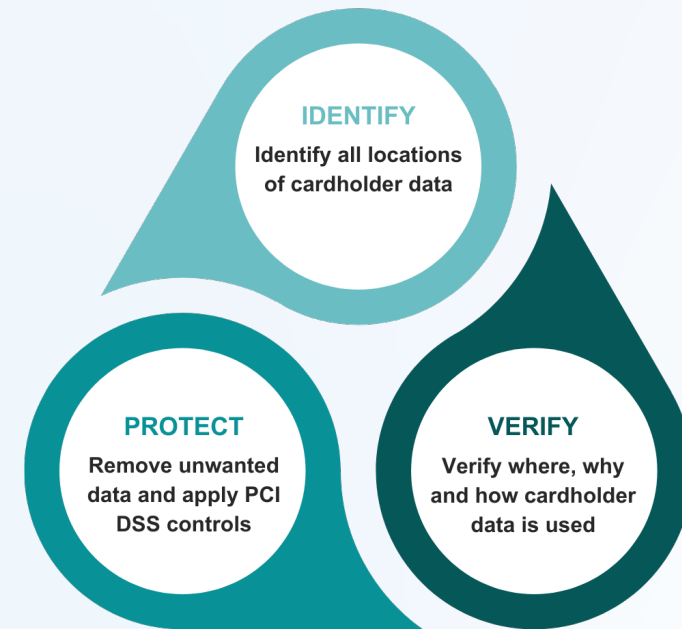 IDENTIFY
Identify all locations
of cardholder data
PROTECT
Remove unwanted
data and apply PCI
DSS controls
VERIFY
Verify where, why
and how cardholder
data is used